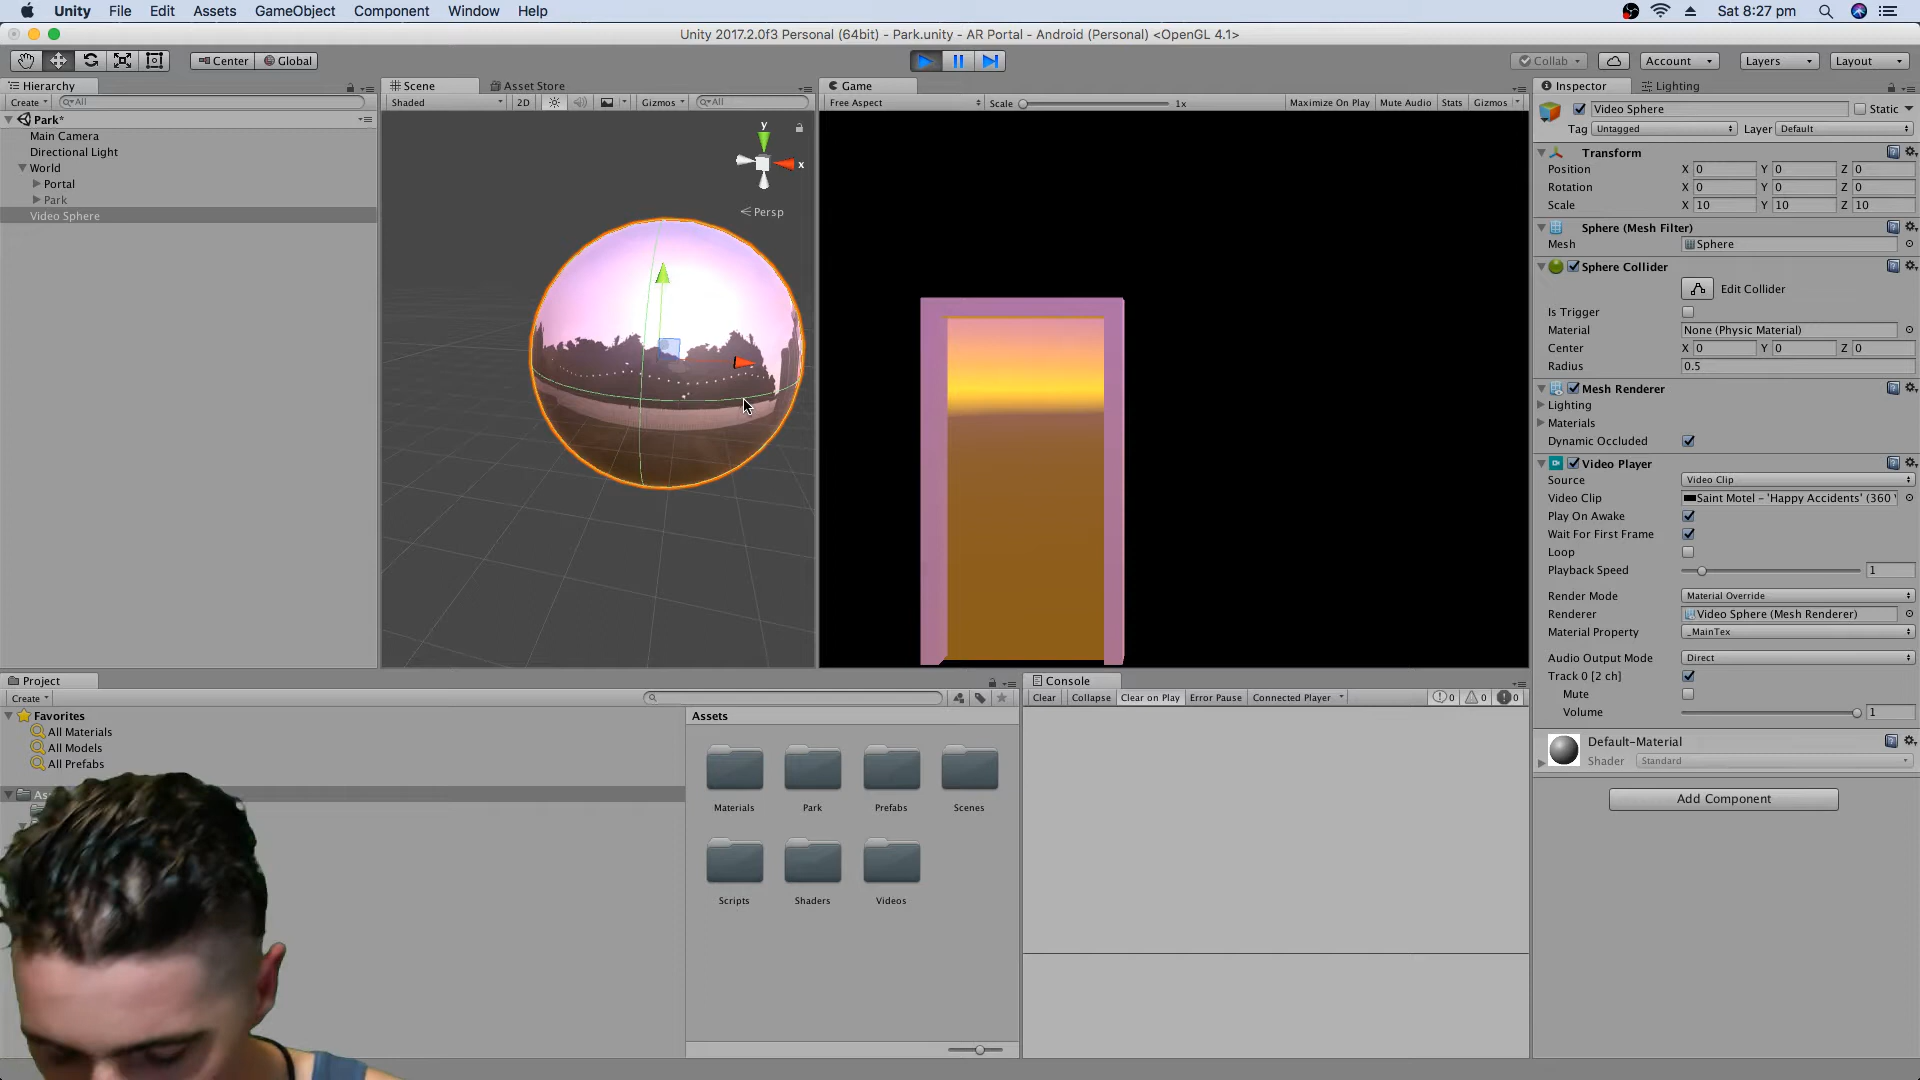 Unity File Edit Assets GameObject Component Window Help Sat 8:27 pm
Unity 2017.2.0f3 Personal (64bit) - Park.unity - AR Portal - Android (Personal) <OpenGL 4.1>
Center Global Collab Account Layers Layout
Hierarchy
Create All
Park*
Main Camera
Directional Light
World
Portal
Park
Video Sphere
Scene Asset Store
Shaded 2D Gizmos All
y
x
Persp
Game
Free Aspect Scale 1x Maximize On Play Mute Audio Stats Gizmos
Inspector Lighting
Video Sphere Static
Tag Untagged Layer Default
Transform
Position X 0 Y 0 Z 0
Rotation X 0 Y 0 Z 0
Scale X 10 Y 10 Z 10
Sphere (Mesh Filter)
Mesh Sphere
Sphere Collider
Edit Collider
Is Trigger
Material None (Physic Material)
Center X 0 Y 0 Z 0
Radius 0.5
Mesh Renderer
Lighting
Materials
Dynamic Occluded
Video Player
Source Video Clip
Video Clip Saint Motel - 'Happy Accidents' (360
Play On Awake
Wait For First Frame
Loop
Playback Speed 1
Render Mode Material Override
Renderer Video Sphere (Mesh Renderer)
Material Property _MainTex
Audio Output Mode Direct
Track 0 [2 ch]
Mute
Volume 1
Default-Material
Shader Standard
Add Component
Project
Create
Favorites
All Materials
All Models
All Prefabs
Assets
Materials Park Prefabs Scenes
Scripts Shaders Videos
Console
Clear Collapse Clear on Play Error Pause Connected Player 0 0 0